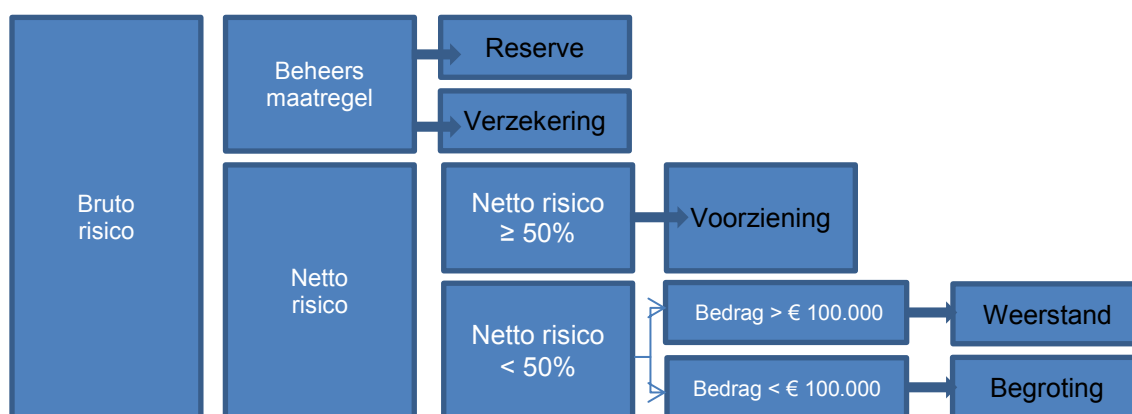 Bruto
risico
Beheers
maatregel
Reserve
Verzekering
Netto
risico
Netto risico
≥ 50%
Voorziening
Netto risico
< 50%
Bedrag > € 100.000
Weerstand
Bedrag < € 100.000
Begroting